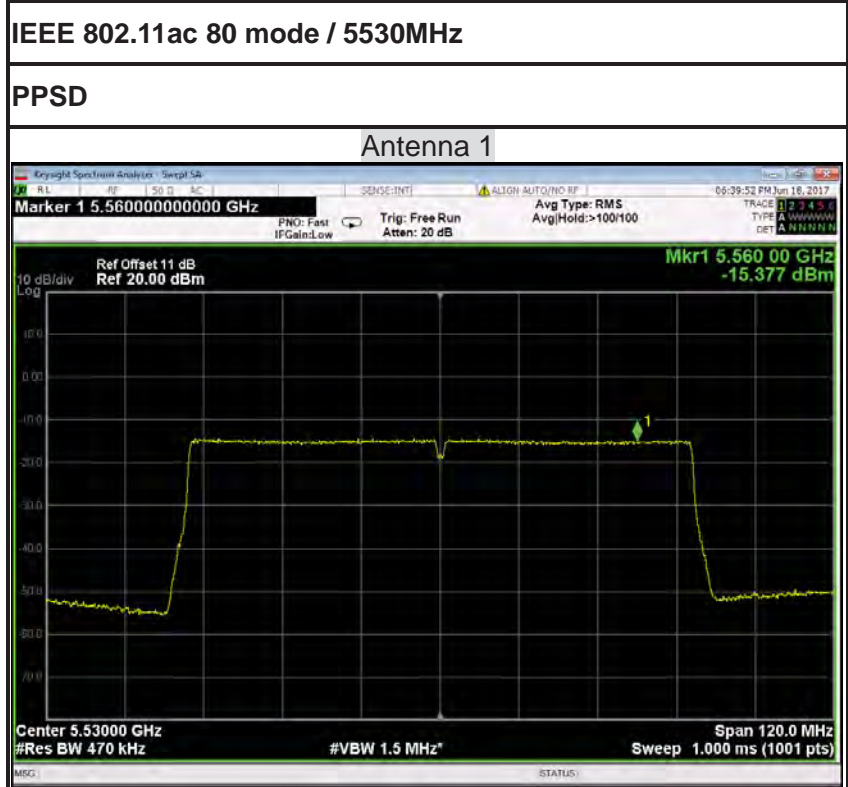 IEEE 802.11ac 80 mode / 5530MHz
PPSD
Antenna 1
Keysight Spectrum Analyzer - Swept SA
RL RF 50 Ω AC SENSE:INT ALIGN AUTO/NO RF 06:39:52 PM Jun 18, 2017
Marker 1 5.560000000000 GHz
PNO: Fast
IFGain:Low
Trig: Free Run
Atten: 20 dB
Avg Type: RMS
Avg|Hold:>100/100
TRACE 1 2 3 4 5 6
TYPE A WWWWW
DET A NNNNN
Mkr1 5.560 00 GHz
-15.377 dBm
Ref Offset 11 dB
10 dB/div Ref 20.00 dBm
Log
10.0
0.00
-10.0
1
-20.0
-30.0
-40.0
-50.0
-60.0
-70.0
Center 5.53000 GHz Span 120.0 MHz
#Res BW 470 kHz #VBW 1.5 MHz* Sweep 1.000 ms (1001 pts)
MSG STATUS